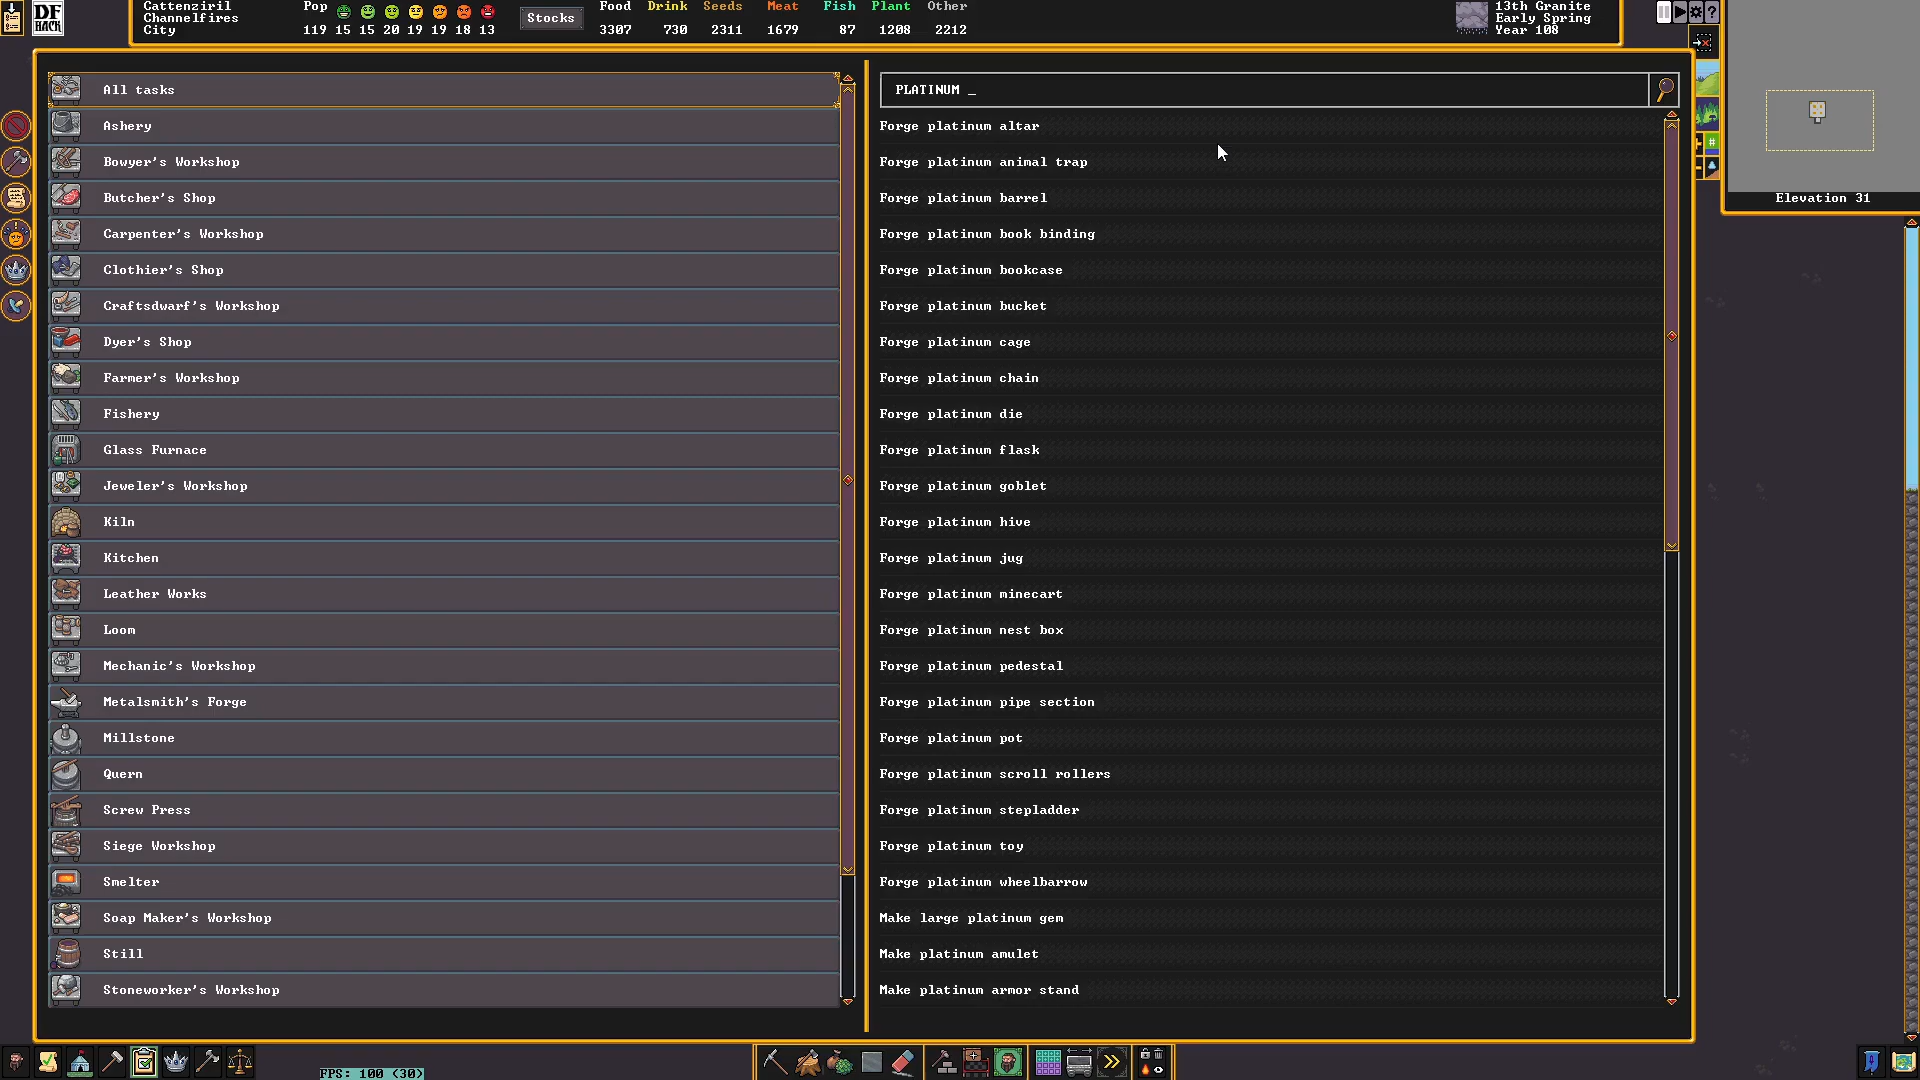 DF HACK
Cattenziril
Channelfires
City
Pop
119 15 15 20 19 19 18 13
Stocks
Food Drink Seeds Meat Fish Plant Other
3307 730 2311 1679 87 1208 2212
13th Granite
Early Spring
Year 108
Elevation 31
All tasks
Ashery
Bowyer's Workshop
Butcher's Shop
Carpenter's Workshop
Clothier's Shop
Craftsdwarf's Workshop
Dyer's Shop
Farmer's Workshop
Fishery
Glass Furnace
Jeweler's Workshop
Kiln
Kitchen
Leather Works
Loom
Mechanic's Workshop
Metalsmith's Forge
Millstone
Quern
Screw Press
Siege Workshop
Smelter
Soap Maker's Workshop
Still
Stoneworker's Workshop
PLATINUM _
Forge platinum altar
Forge platinum animal trap
Forge platinum barrel
Forge platinum book binding
Forge platinum bookcase
Forge platinum bucket
Forge platinum cage
Forge platinum chain
Forge platinum die
Forge platinum flask
Forge platinum goblet
Forge platinum hive
Forge platinum jug
Forge platinum minecart
Forge platinum nest box
Forge platinum pedestal
Forge platinum pipe section
Forge platinum pot
Forge platinum scroll rollers
Forge platinum stepladder
Forge platinum toy
Forge platinum wheelbarrow
Make large platinum gem
Make platinum amulet
Make platinum armor stand
FPS: 100 (30)